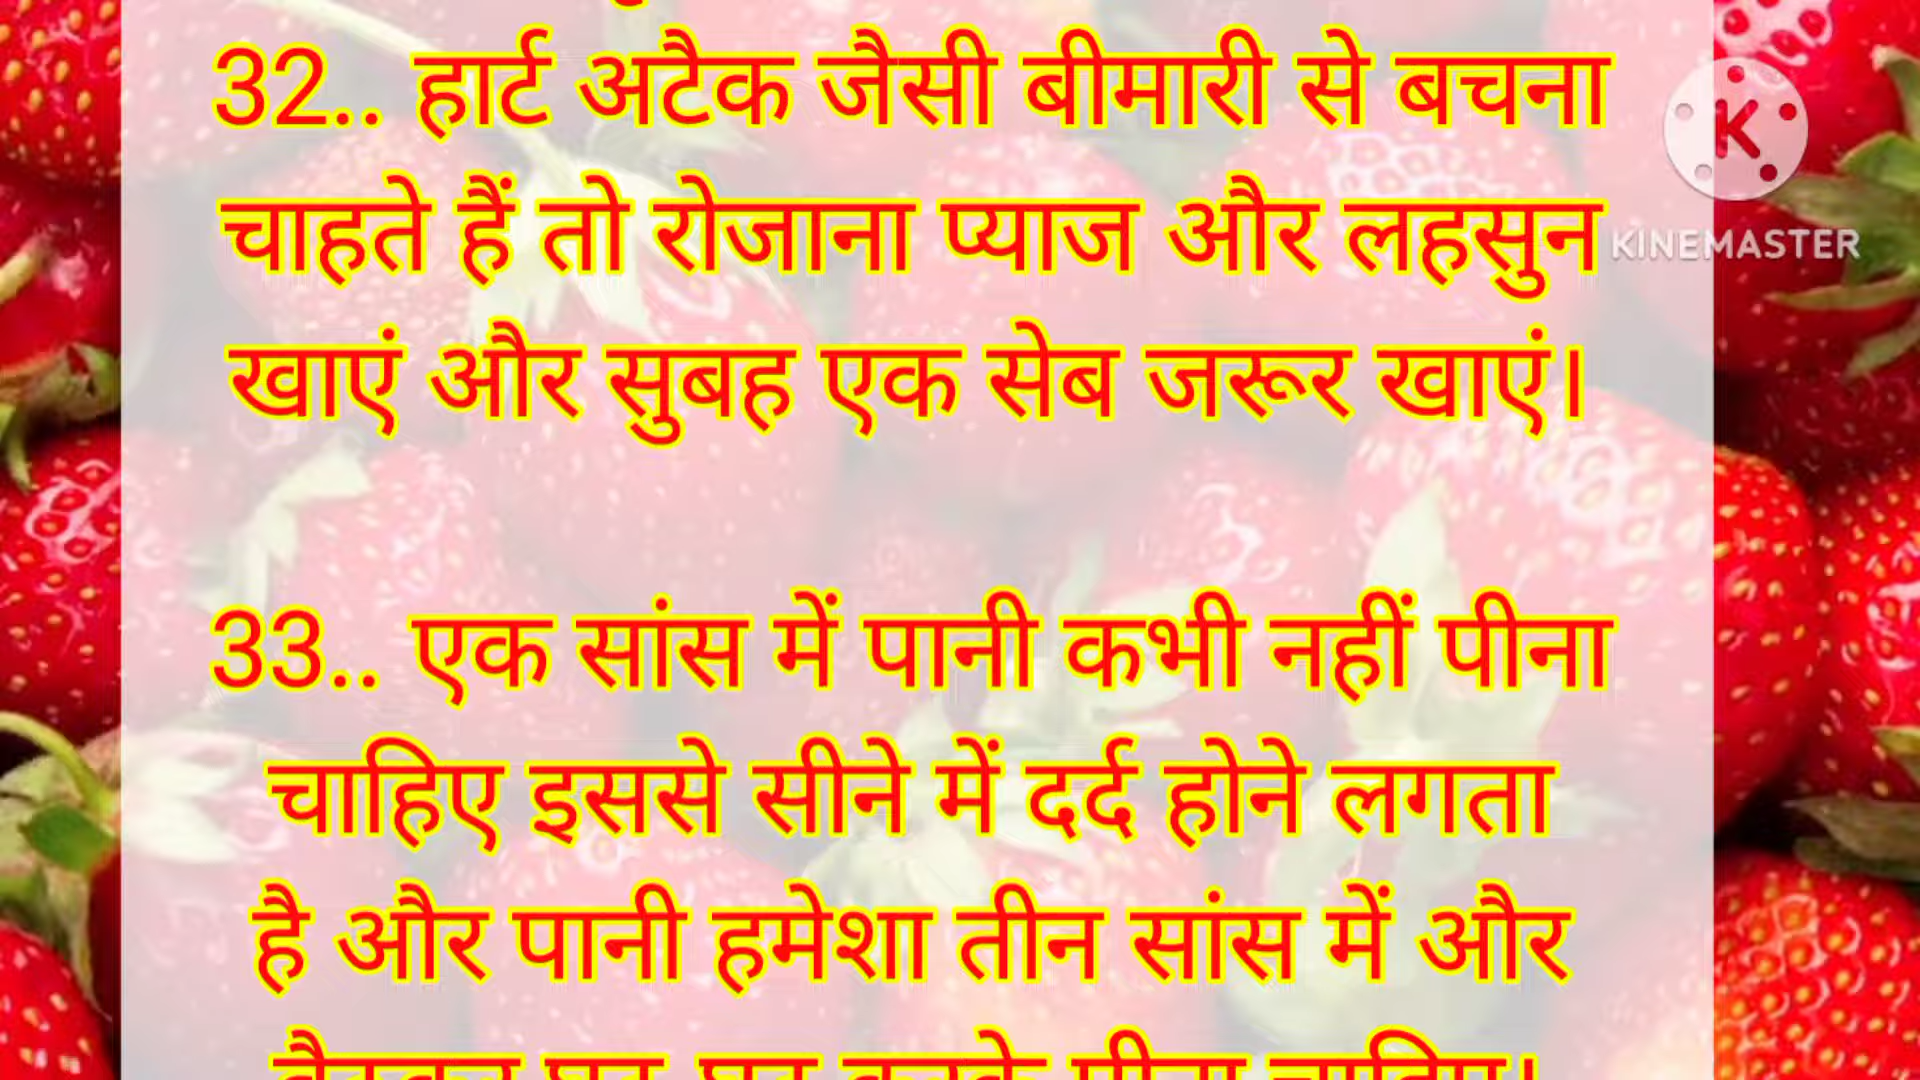 32.. हार्ट अटैक जैसी बीमारी से बचना
चाहते हैं तो रोजाना प्याज और लहसुन
खाएं और सुबह एक सेब जरूर खाएं।
K
KINEMASTER
33.. एक सांस में पानी कभी नहीं पीना
चाहिए इससे सीने में दर्द होने लगता
है और पानी हमेशा तीन सांस में और